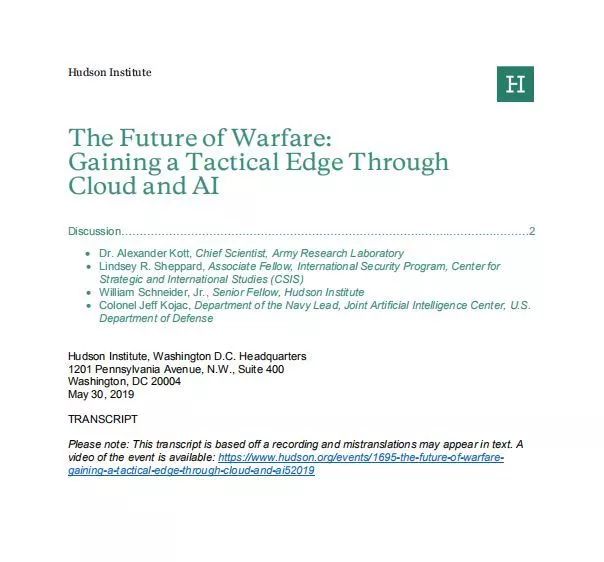 Hudson Institute
H
The Future of Warfare:
Gaining a Tactical Edge Through
Cloud and AI
Discussion……………………………………………………………………………………………………2
• Dr. Alexander Kott, Chief Scientist, Army Research Laboratory
• Lindsey R. Sheppard, Associate Fellow, International Security Program, Center for
Strategic and International Studies (CSIS)
• William Schneider, Jr., Senior Fellow, Hudson Institute
• Colonel Jeff Kojac, Department of the Navy Lead, Joint Artificial Intelligence Center, U.S.
Department of Defense
Hudson Institute, Washington D.C. Headquarters
1201 Pennsylvania Avenue, N.W., Suite 400
Washington, DC 20004
May 30, 2019
TRANSCRIPT
Please note: This transcript is based off a recording and mistranslations may appear in text. A
video of the event is available: https://www.hudson.org/events/1695-the-future-of-warfare-
gaining-a-tactical-edge-through-cloud-and-ai52019